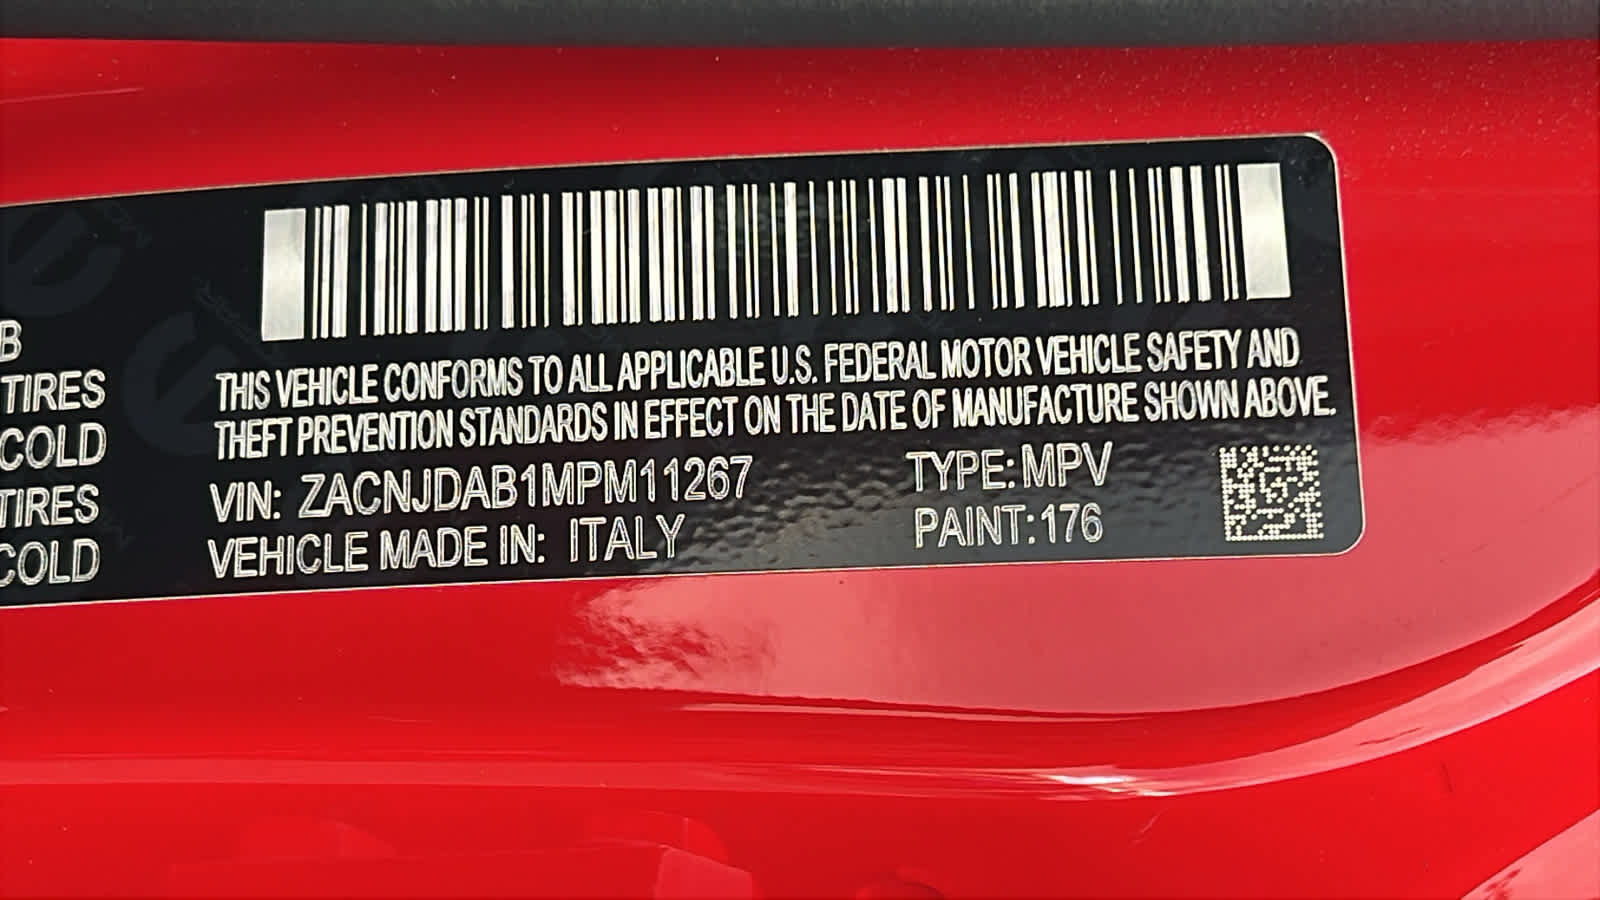 B
TIRES
COLD
TIRES
COLD
THIS VEHICLE CONFORMS TO ALL APPLICABLE U.S. FEDERAL MOTOR VEHICLE SAFETY AND
THEFT PREVENTION STANDARDS IN EFFECT ON THE DATE OF MANUFACTURE SHOWN ABOVE.
VIN: ZACNJDAB1MPM11267 TYPE: MPV
VEHICLE MADE IN: ITALY PAINT: 176